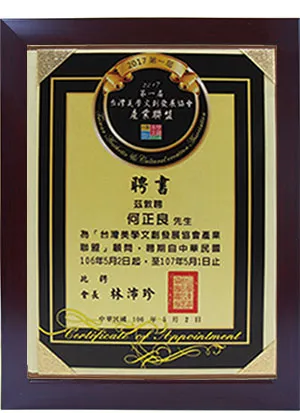 2017 第一屆
2017
第一屆
台灣美學文創發展協會
產業聯盟
聘書
茲敦聘
何正良 先生
為「台灣美學文創發展協會產業
聯盟」顧問，聘期自中華民國
106年5月2日起，至107年5月1日止
此聘
會長 林沛珍
中華民國 106 年 5 月 2 日
Certificate of Appointment